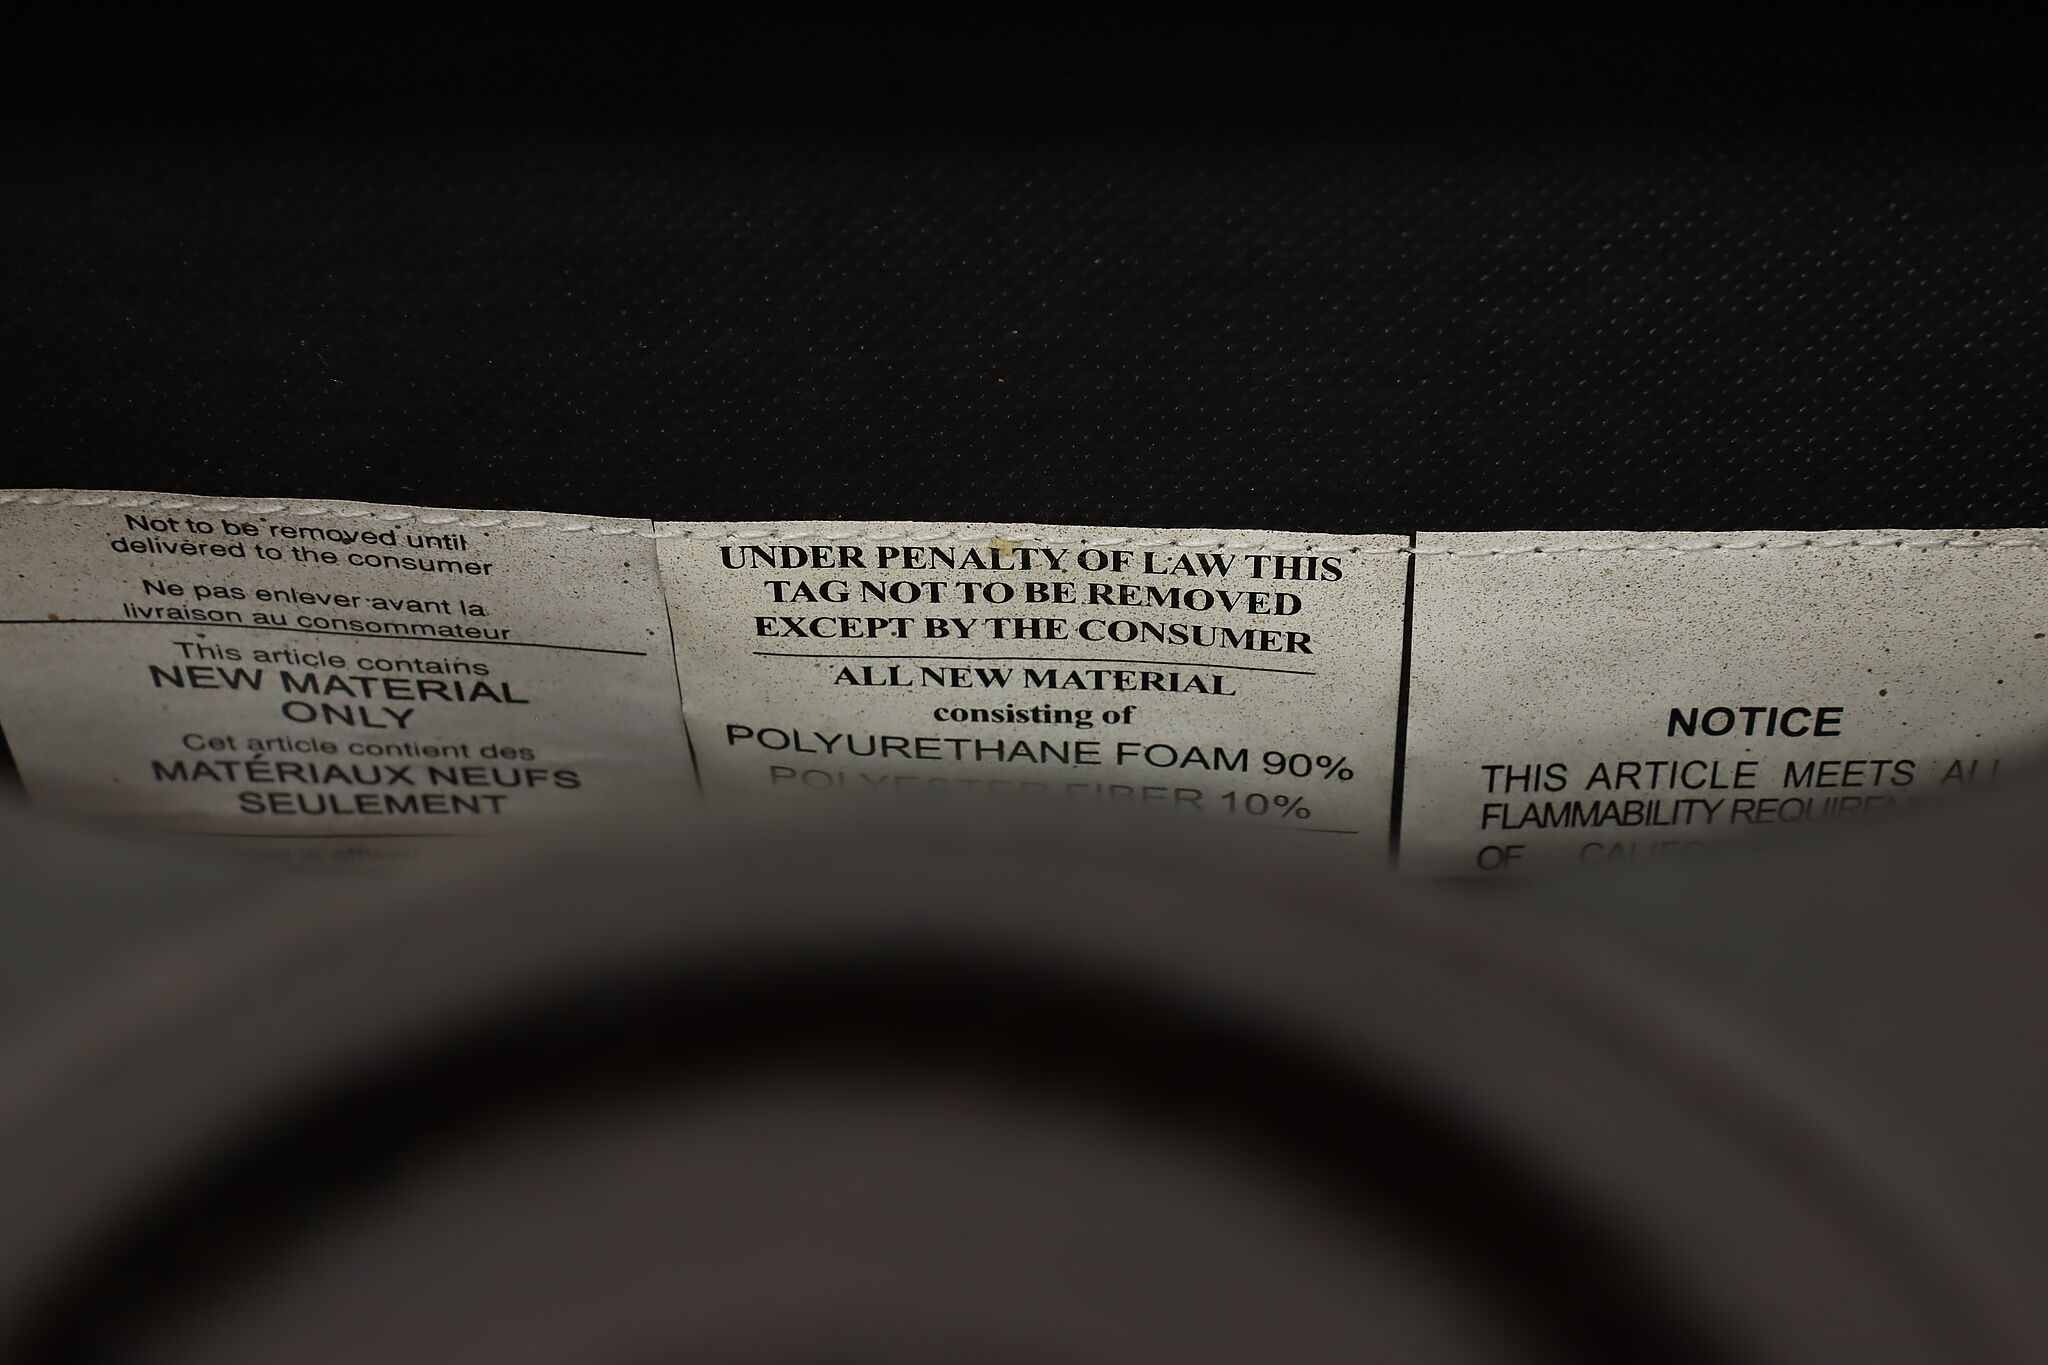 Not to be removed until
delivered to the consumer
Ne pas enlever avant la
livraison au consommateur
This article contains
NEW MATERIAL
ONLY
Cet article contient des
MATÉRIAUX NEUFS
SEULEMENT
UNDER PENALTY OF LAW THIS
TAG NOT TO BE REMOVED
EXCEPT BY THE CONSUMER
ALL NEW MATERIAL
consisting of
POLYURETHANE FOAM 90%
POLYESTER FIBER 10%
NOTICE
THIS ARTICLE MEETS ALL
FLAMMABILITY
OF